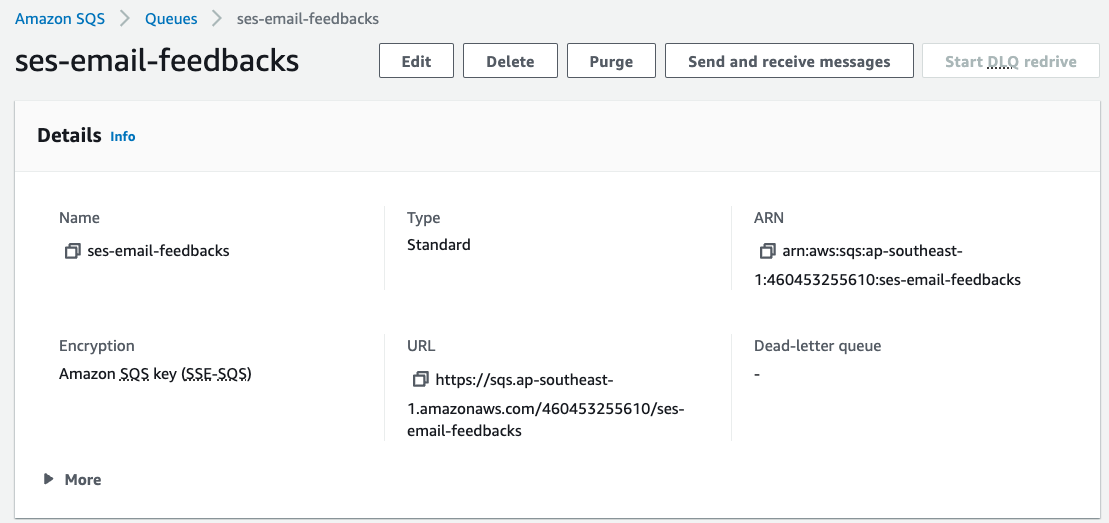 Amazon SQS > Queues > ses-email-feedbacks
ses-email-feedbacks
Edit
Delete
Purge
Send and receive messages
Start DLQ redrive
Details Info
Name
ses-email-feedbacks
Type
Standard
ARN
arn:aws:sqs:ap-southeast-
1:460453255610:ses-email-feedbacks
Encryption
Amazon SQS key (SSE-SQS)
URL
https://sqs.ap-southeast-
1.amazonaws.com/460453255610/ses-
email-feedbacks
Dead-letter queue
-
More